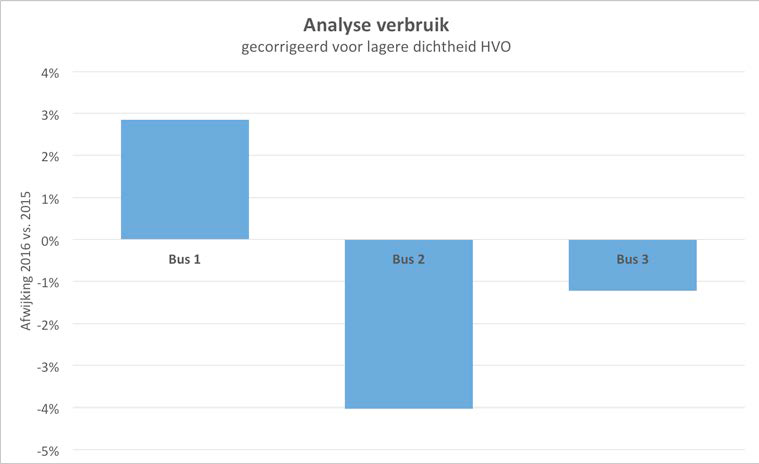 Analyse verbruik
gecorrigeerd voor lagere dichtheid HVO
Afwijking 2016 vs. 2015
4%
3%
2%
1%
0%
-1%
-2%
-3%
-4%
-5%
Bus 1
Bus 2
Bus 3